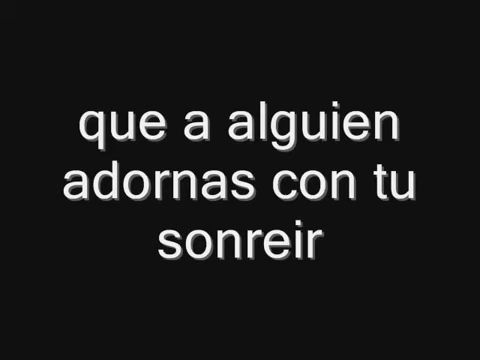 que a alguien
adornas con tu
sonreir